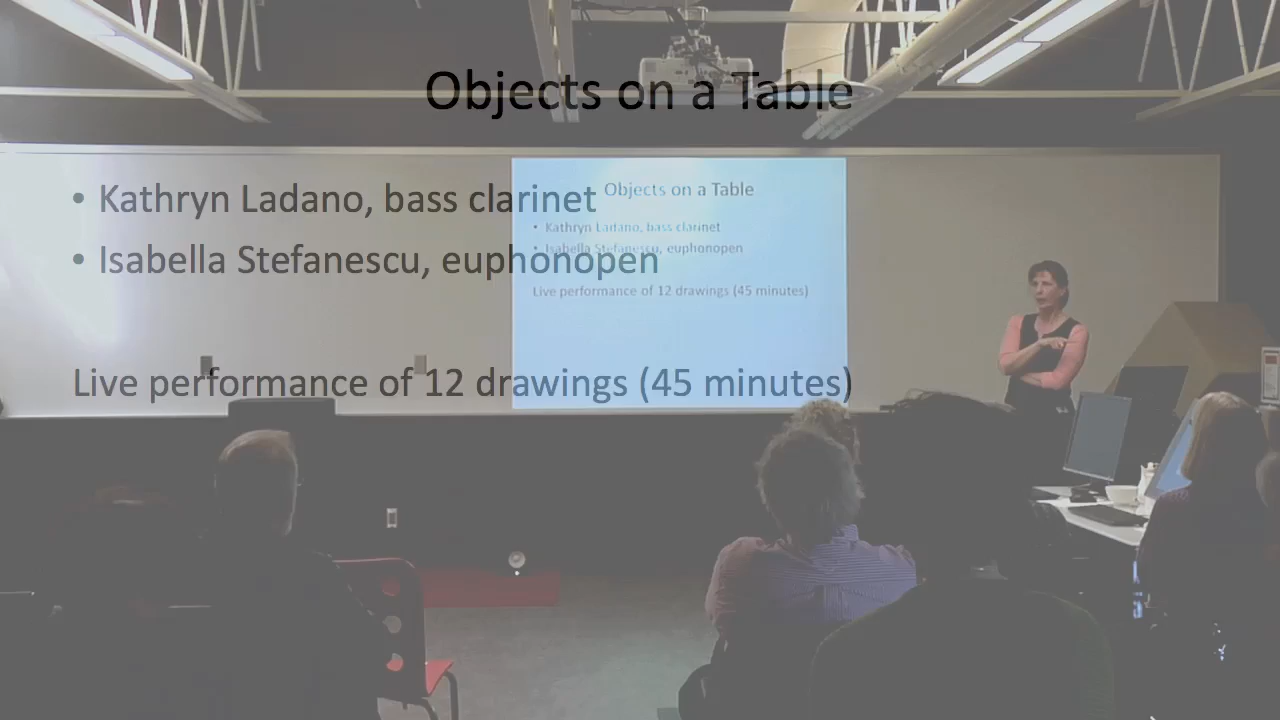 Objects on a Table
• Kathryn Ladano, bass clarinet
• Isabella Stefanescu, euphonopen
Live performance of 12 drawings (45 minutes)
Objects on a Table
• Kathryn Ladano, bass clarinet
• Isabella Stefanescu, euphonopen
Live performance of 12 drawings (45 minutes)